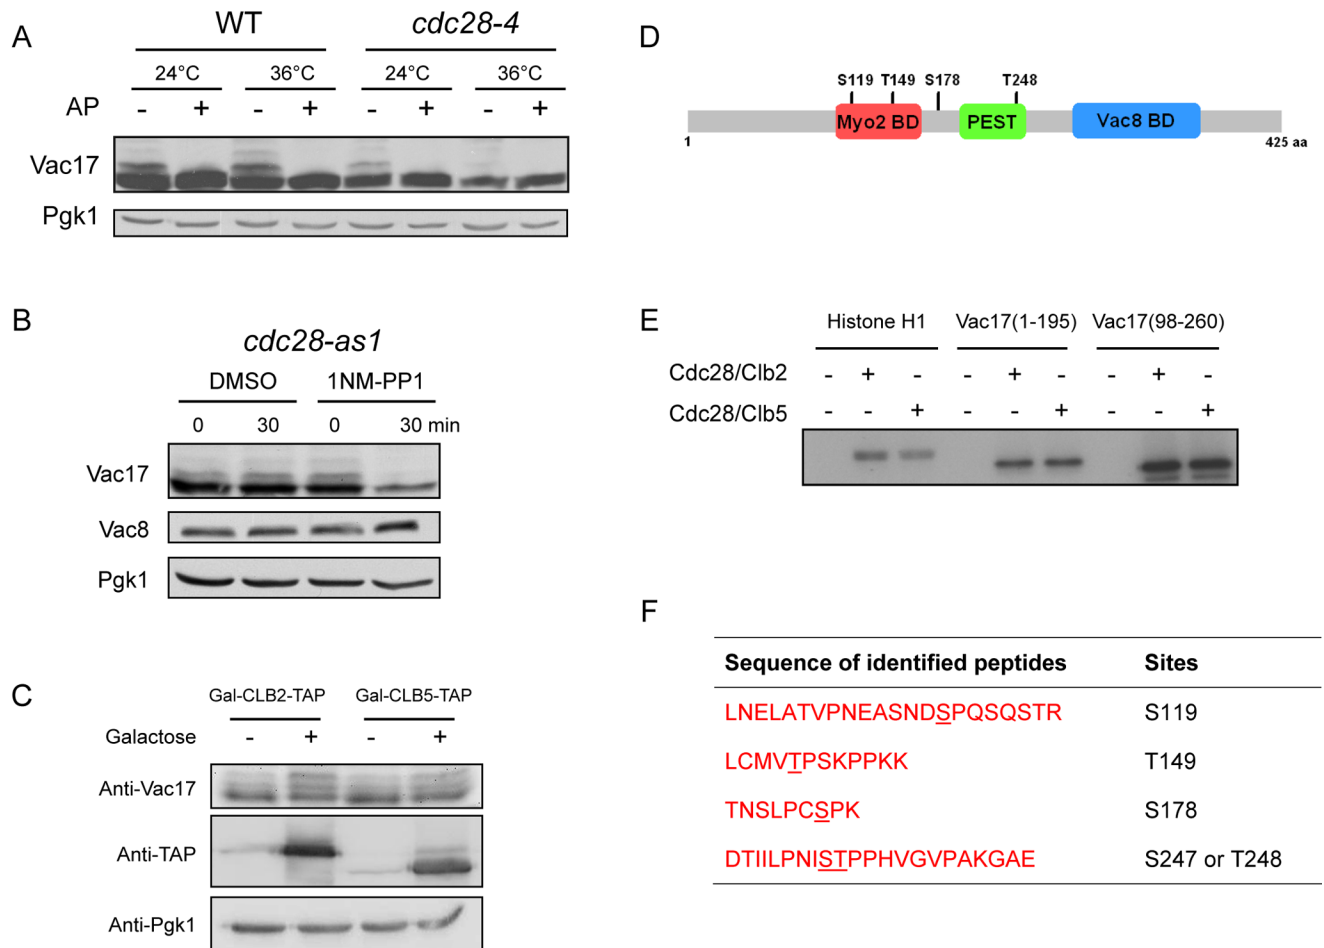 A
WT cdc28-4
24°C 36°C 24°C 36°C
AP - + - + - + - +
Vac17
Pgk1
B
cdc28-as1
DMSO 1NM-PP1
0 30 0 30 min
Vac17
Vac8
Pgk1
C
Gal-CLB2-TAP Gal-CLB5-TAP
Galactose - + - +
Anti-Vac17
Anti-TAP
Anti-Pgk1
D
S119 T149 S178 T248
Myo2 BD PEST Vac8 BD
1 425 aa
E
Histone H1 Vac17(1-195) Vac17(98-260)
Cdc28/Clb2 - + - - + - - + -
Cdc28/Clb5 - - + - - + - - +
F
Sequence of identified peptides Sites
LNELATVPNEASNDSPQSQSTR S119
LCMVTPSKPPKK T149
TNSLPCSPK S178
DTIILPNISTPPHVGVPAKGAE S247 or T248